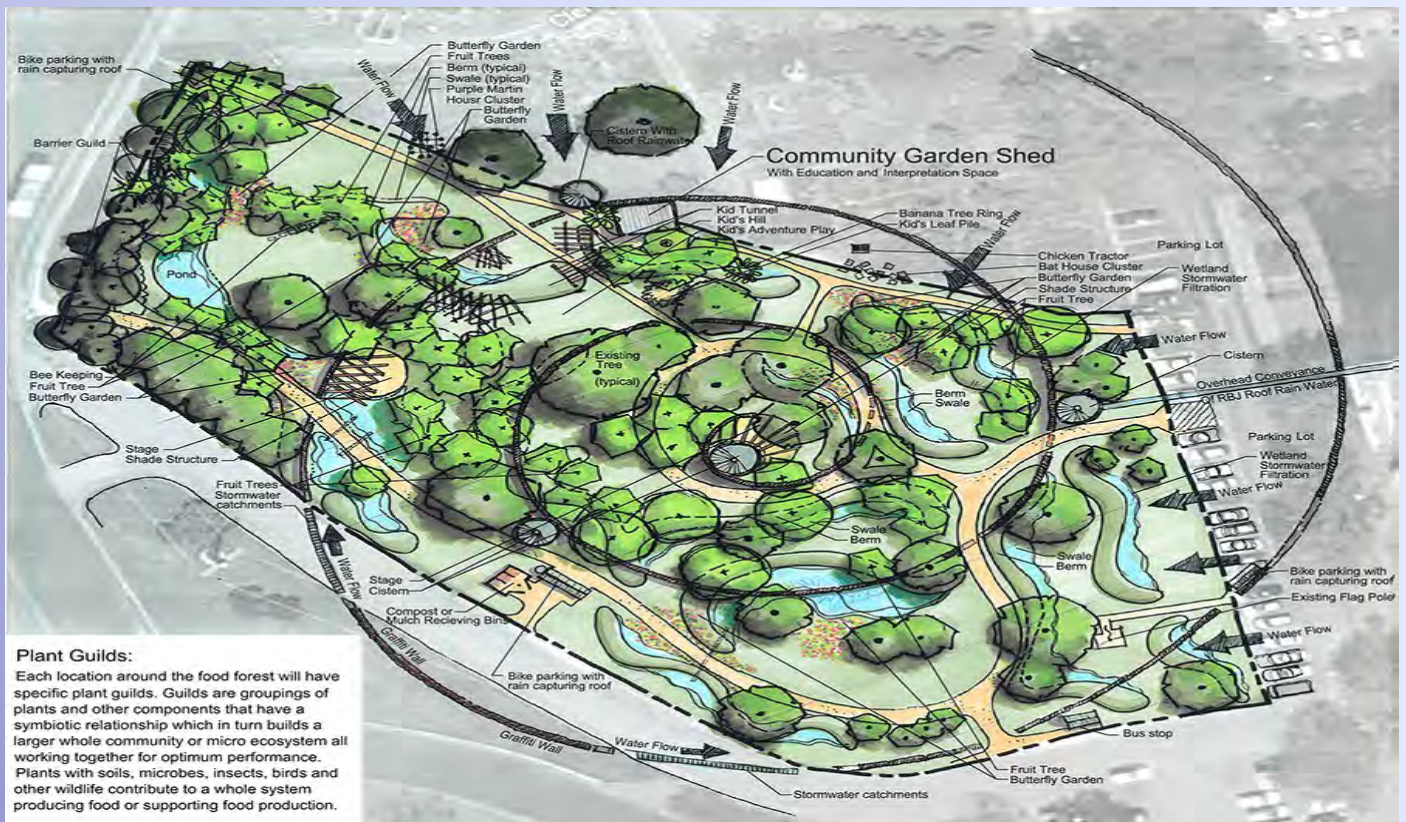 Bike parking with
rain capturing roof
Butterfly Garden
Fruit Trees
Berm (typical)
Swale (typical)
Purple Martin
Housr Cluster
Butterfly
Garden
Water Flow
Water Flow
Water Flow
Cistern With
Roof Rainwater
Barrier Guild
Community Garden Shed
With Education and Interpretation Space
Kid Tunnel
Kid's Hill
Kid's Adventure Play
Banana Tree Ring
Kid's Leaf Pile
Water Flow
Chicken Tractor
Bat House Cluster
Butterfly Garden
Shade Structure
Fruit Tree
Parking Lot
Wetland
Stormwater
Filtration
Pond
Water Flow
Cistern
Existing
Tree
(typical)
Bee Keeping
Fruit Tree
Butterfly Garden
Overhead Conveyance
Of RBJ Roof Rain Water
Berm
Swale
Stage
Shade Structure
Parking Lot
Wetland
Stormwater
Filtration
Fruit Trees
Stormwater
catchments
Water Flow
Swale
Berm
Swale
Berm
Water Flow
Stage
Cistern
Bike parking with
rain capturing roof
Existing Flag Pole
Compost or
Mulch Recieving Bins
Water Flow
Graffiti Wall
Bike parking with
rain capturing roof
Graffiti Wall
Water Flow
Bus stop
Fruit Tree
Butterfly Garden
Stormwater catchments
Plant Guilds:
Each location around the food forest will have
specific plant guilds. Guilds are groupings of
plants and other components that have a
symbiotic relationship which in turn builds a
larger whole community or micro ecosystem all
working together for optimum performance.
Plants with soils, microbes, insects, birds and
other wildlife contribute to a whole system
producing food or supporting food production.